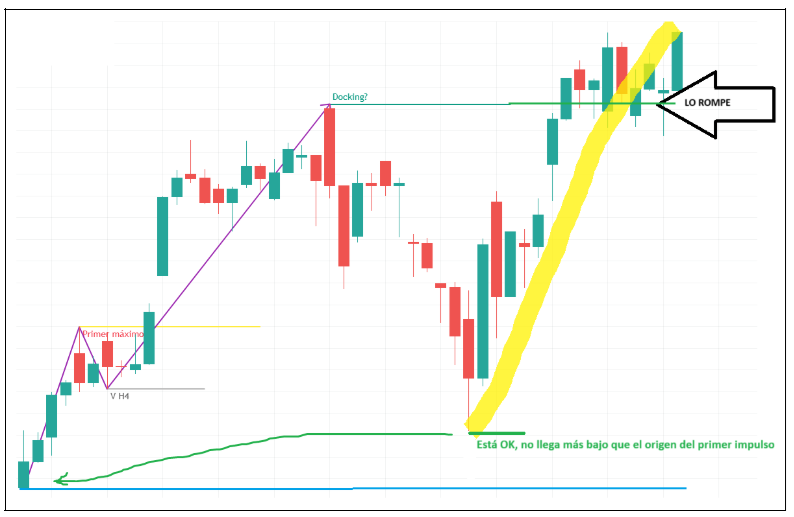 Docking?
LO ROMPE
Primer máximo
V H4
Está OK, no llega más bajo que el origen del primer impulso